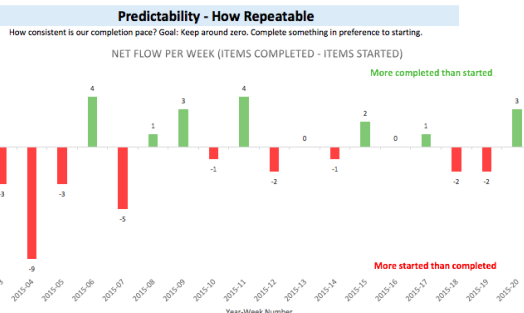 Predictability - How Repeatable
How consistent is our completion pace? Goal: Keep around zero. Complete something in preference to starting.
NET FLOW PER WEEK (ITEMS COMPLETED - ITEMS STARTED)
More completed than started
-3 -9 -3 4 -5 1 3 -1 4 -2 0 -1 2 0 1 -2 -2 3
More started than completed
2015-04 2015-05 2015-06 2015-07 2015-08 2015-09 2015-10 2015-11 2015-12 2015-13 2015-14 2015-15 2015-16 2015-17 2015-18 2015-19 2015-20
Year-Week Number